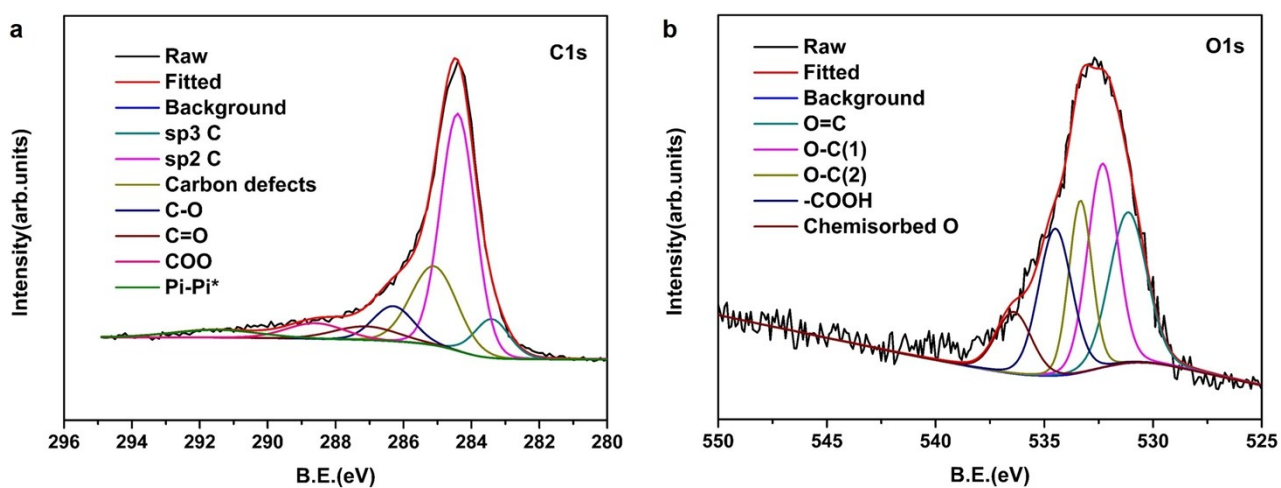 a
C1s
Raw
Fitted
Background
sp3 C
sp2 C
Carbon defects
C-O
C=O
COO
Pi-Pi*
Intensity(arb.units)
296 294 292 290 288 286 284 282 280
B.E.(eV)
b
O1s
Raw
Fitted
Background
O=C
O-C(1)
O-C(2)
-COOH
Chemisorbed O
Intensity(arb.units)
550 545 540 535 530 525
B.E.(eV)